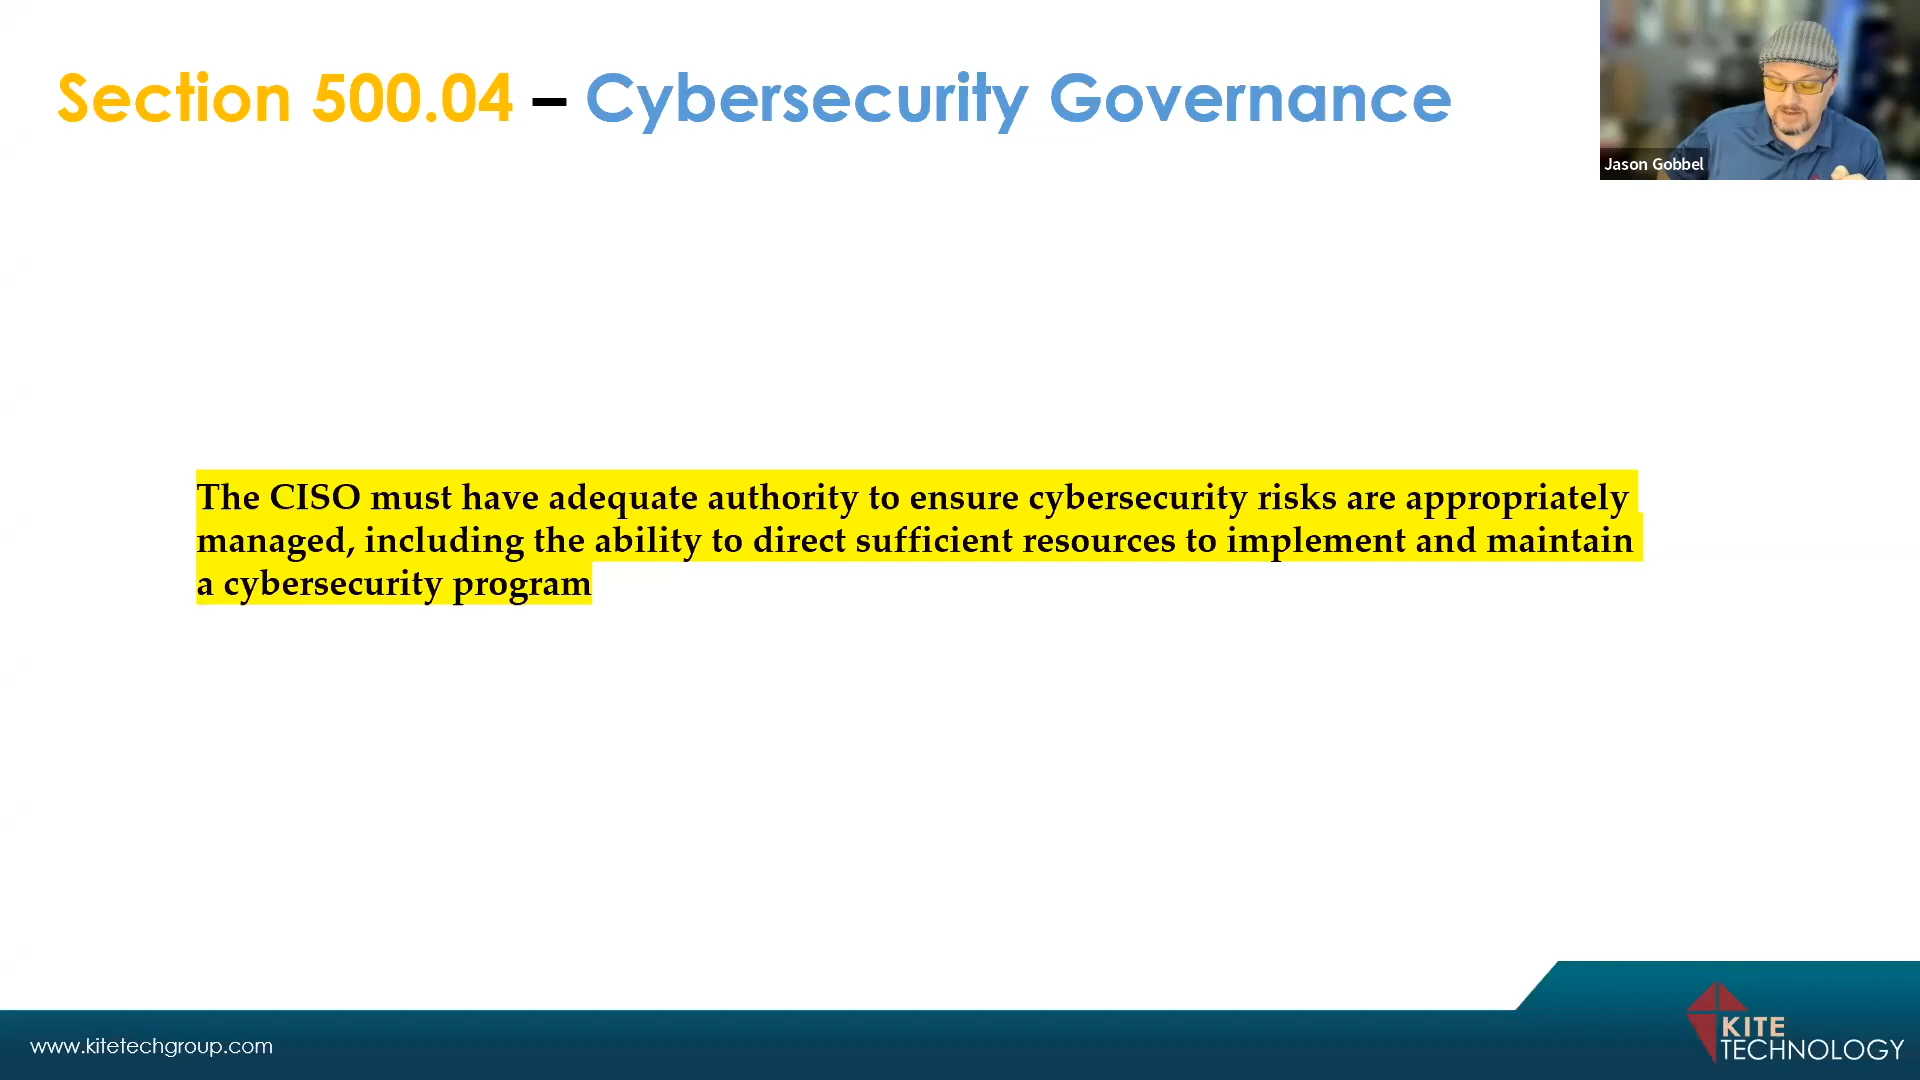 Section 500.04 – Cybersecurity Governance
Jason Gobbel
The CISO must have adequate authority to ensure cybersecurity risks are appropriately
managed, including the ability to direct sufficient resources to implement and maintain
a cybersecurity program
www.kitetechgroup.com
KITE
TECHNOLOGY